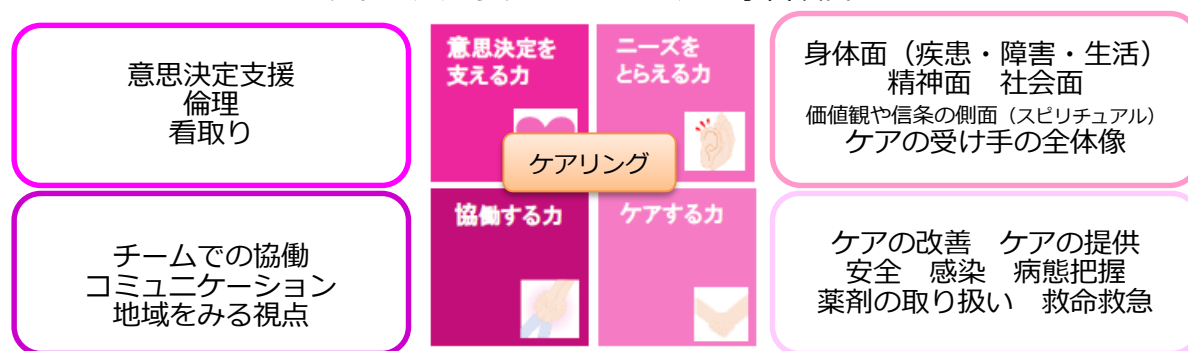 意思決定支援
倫理
看取り
意思決定を
支える力
ニーズを
とらえる力
身体面（疾患・障害・生活）
精神面　社会面
価値観や信条の側面（スピリチュアル）
ケアの受け手の全体像
ケアリング
チームでの協働
コミュニケーション
地域をみる視点
協働する力
ケアする力
ケアの改善　ケアの提供
安全　感染　病態把握
薬剤の取り扱い　救命救急